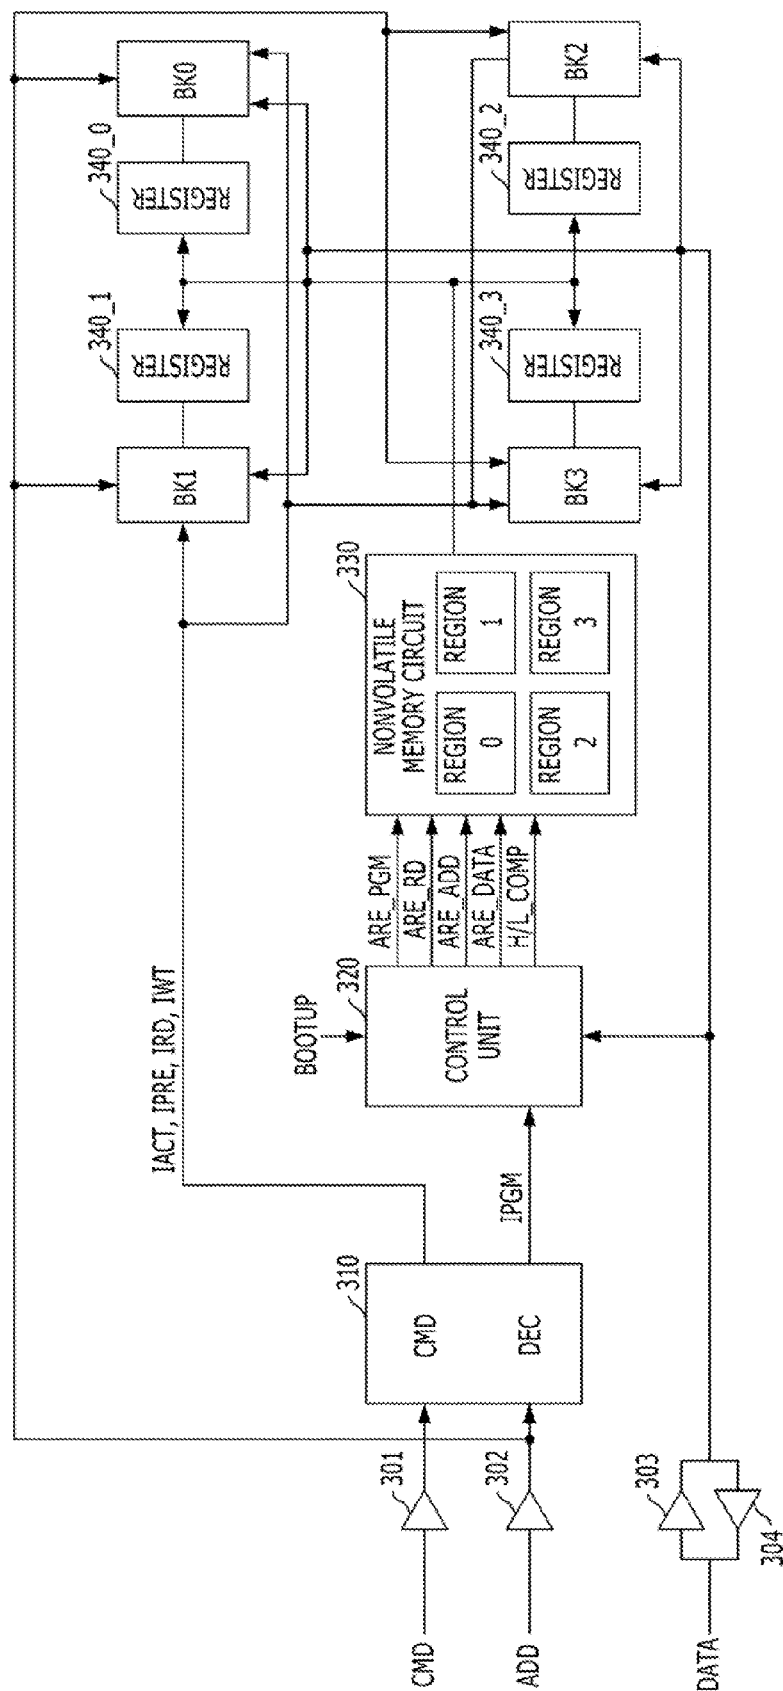 CMD
ADD
DATA
301
302
303
304
310
CMD
DEC
IACT, IPRE, IRD, IWT
IPGM
BOOTUP
320
CONTROL
UNIT
ARE_PGM
ARE_RD
ARE_ADD
ARE_DATA
H/L_COMP
330
NONVOLATILE
MEMORY CIRCUIT
REGION
0
REGION
1
REGION
2
REGION
3
BK1
340_1
REGISTER
340_0
REGISTER
BK0
BK3
340_3
REGISTER
340_2
REGISTER
BK2